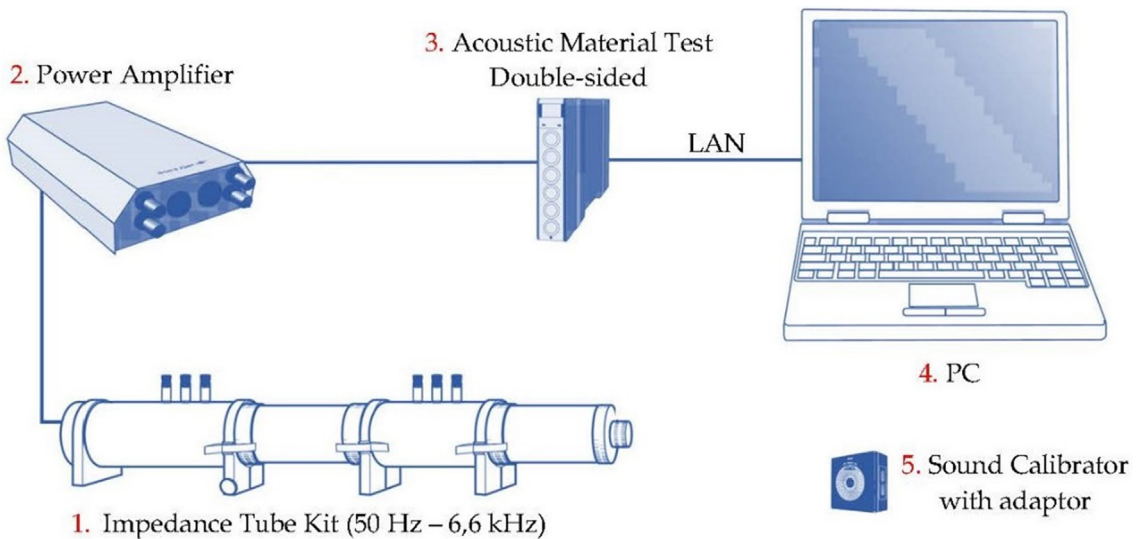 2. Power Amplifier
3. Acoustic Material Test
Double-sided
LAN
4. PC
5. Sound Calibrator
with adaptor
1. Impedance Tube Kit (50 Hz – 6,6 kHz)